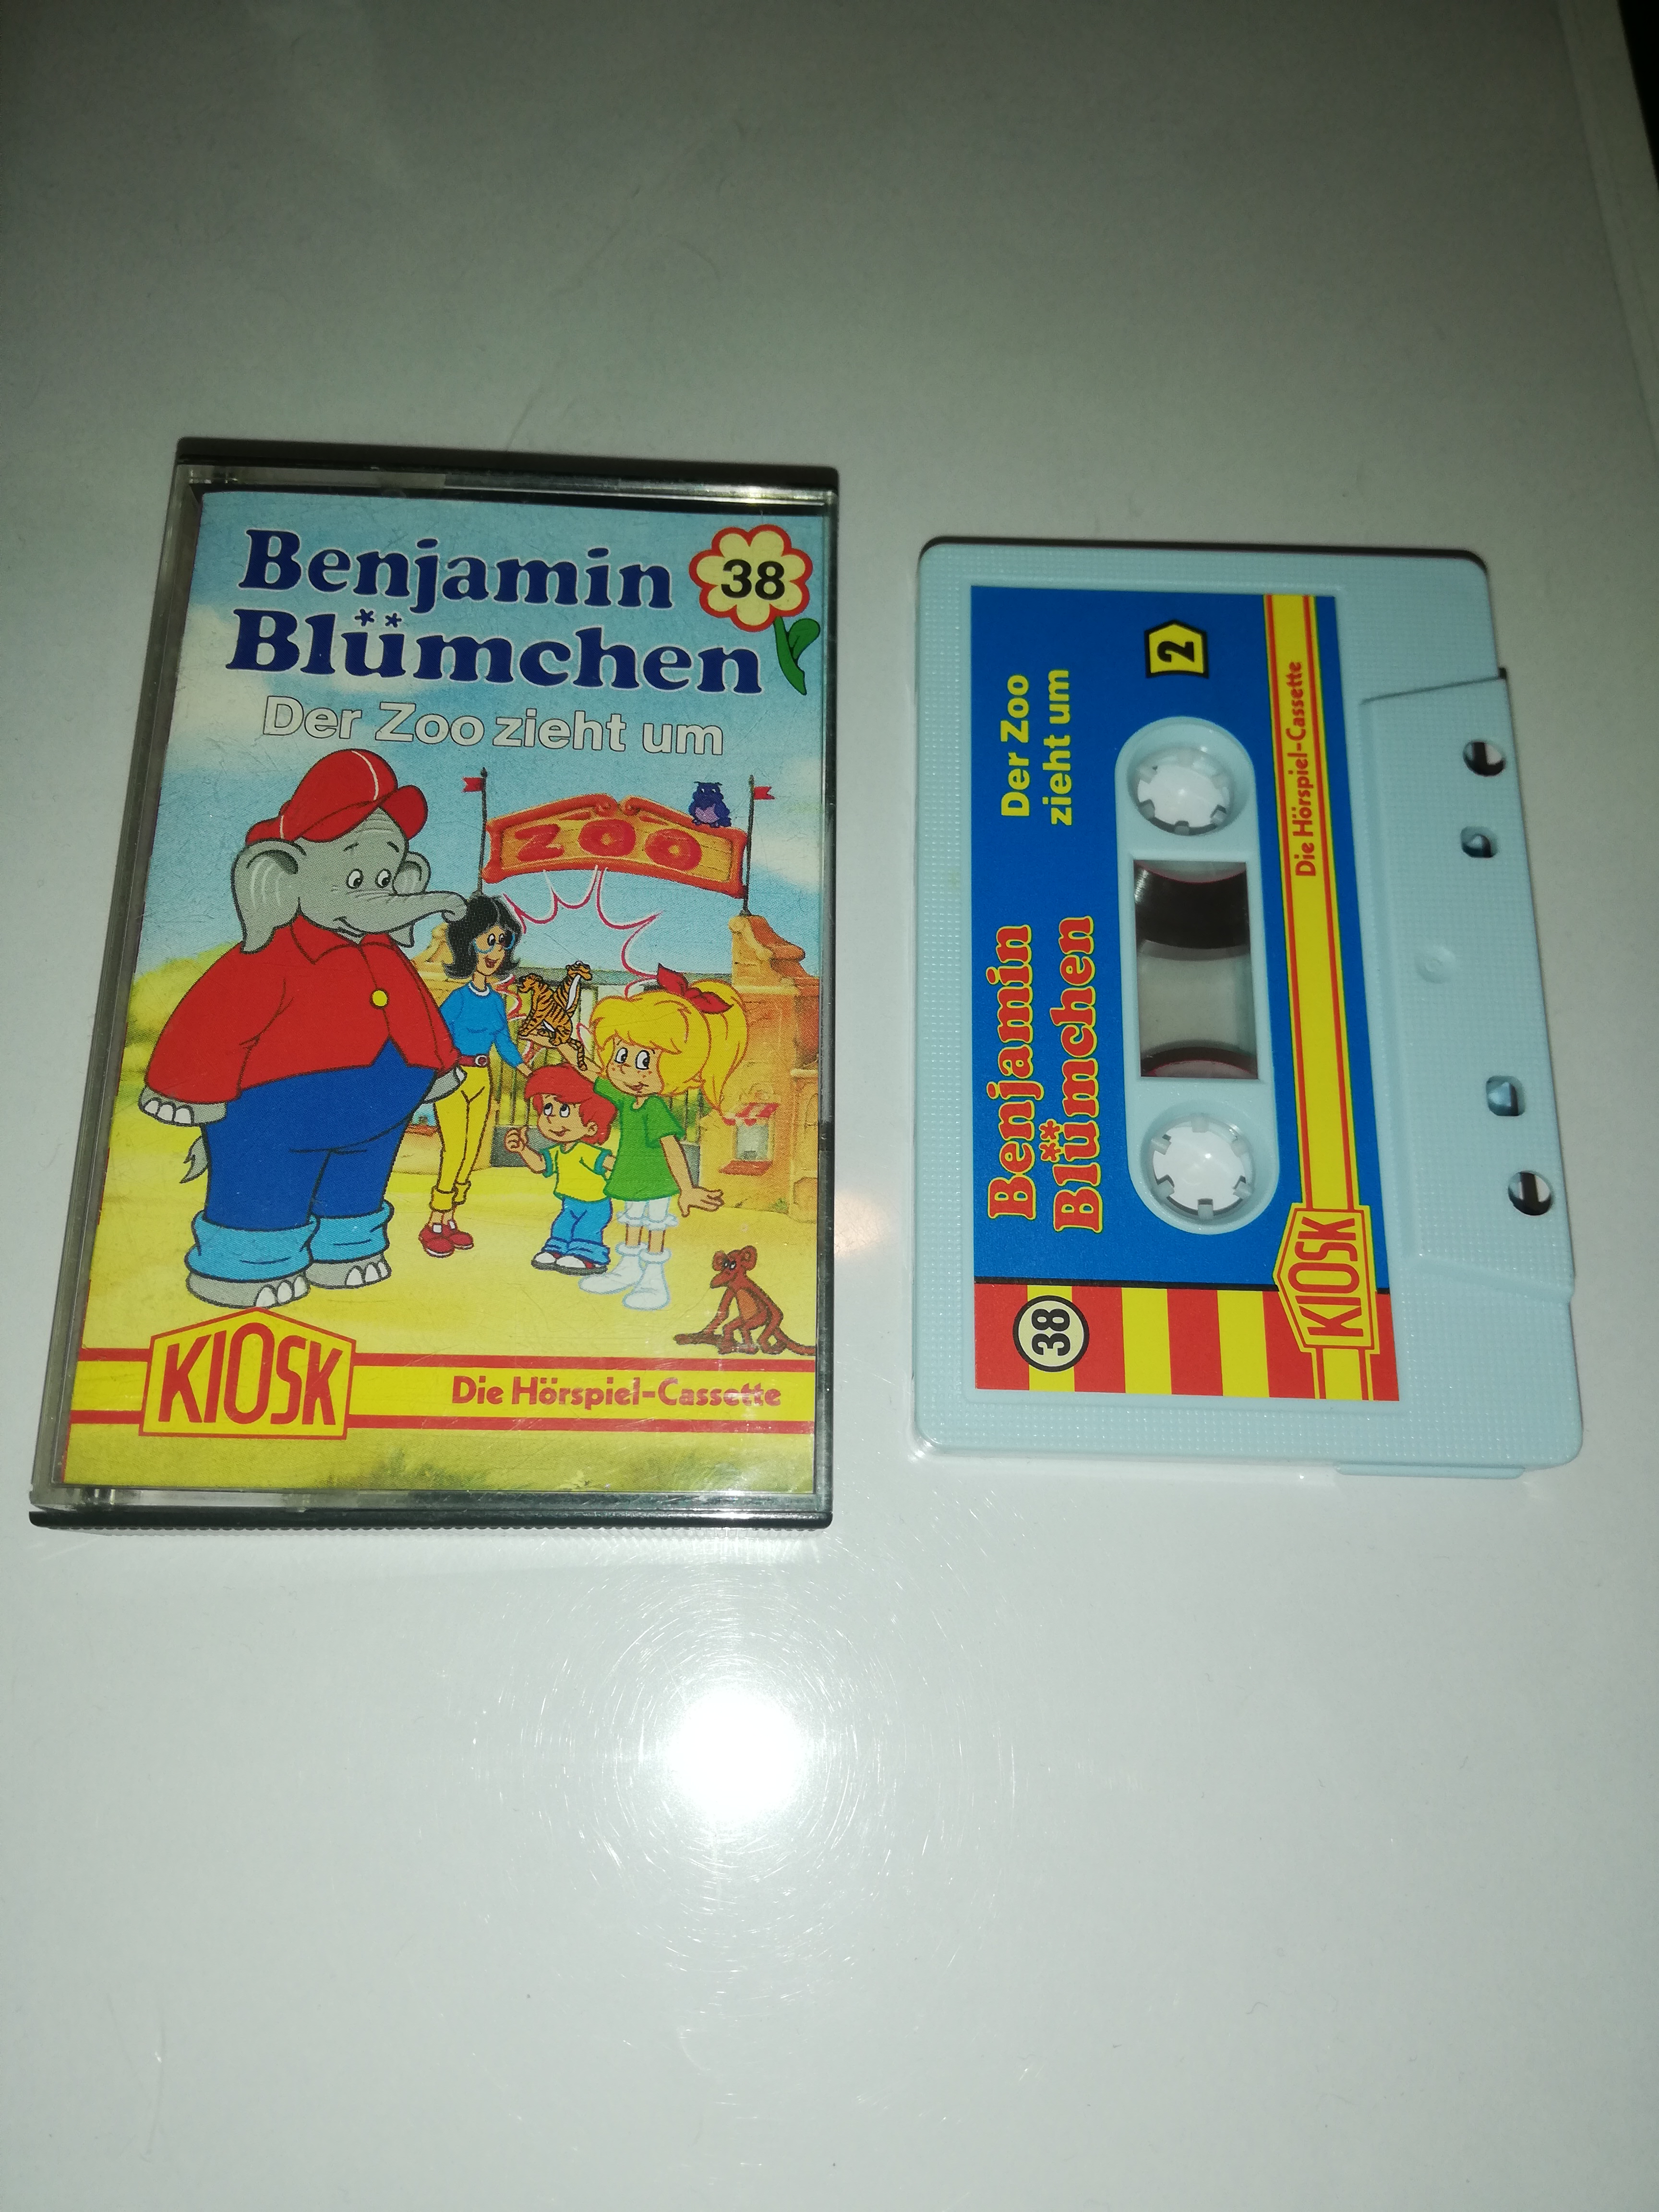 Benjamin
Blümchen
38
Der Zoo zieht um
ZOO
KIOSK
Die Hörspiel-Cassette
Benjamin
Blümchen
Der Zoo
zieht um
2
38
KIOSK
Die Hörspiel-Cassette